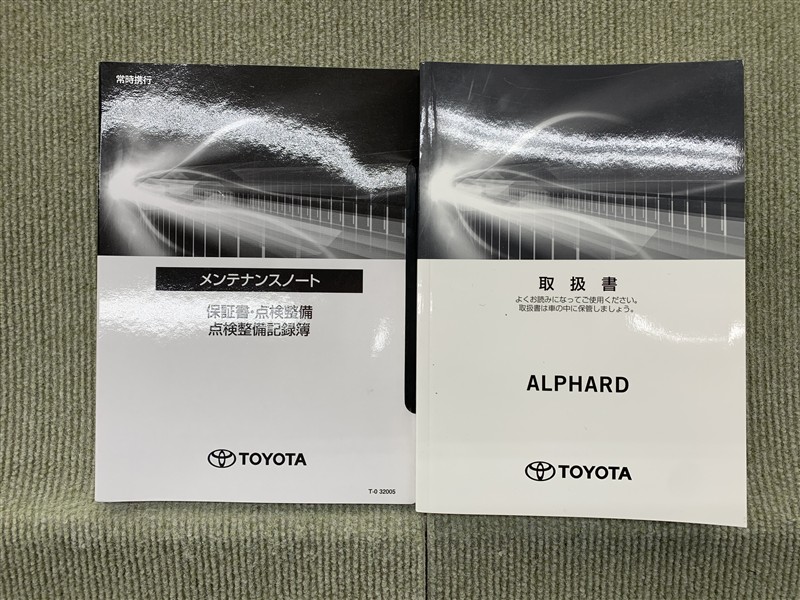 常時携行
メンテナンスノート
保証書・点検整備
点検整備記録簿
TOYOTA
T-0 32005
取扱書
よくお読みになってご使用ください。
取扱書は車の中に保管しましょう。
ALPHARD
TOYOTA